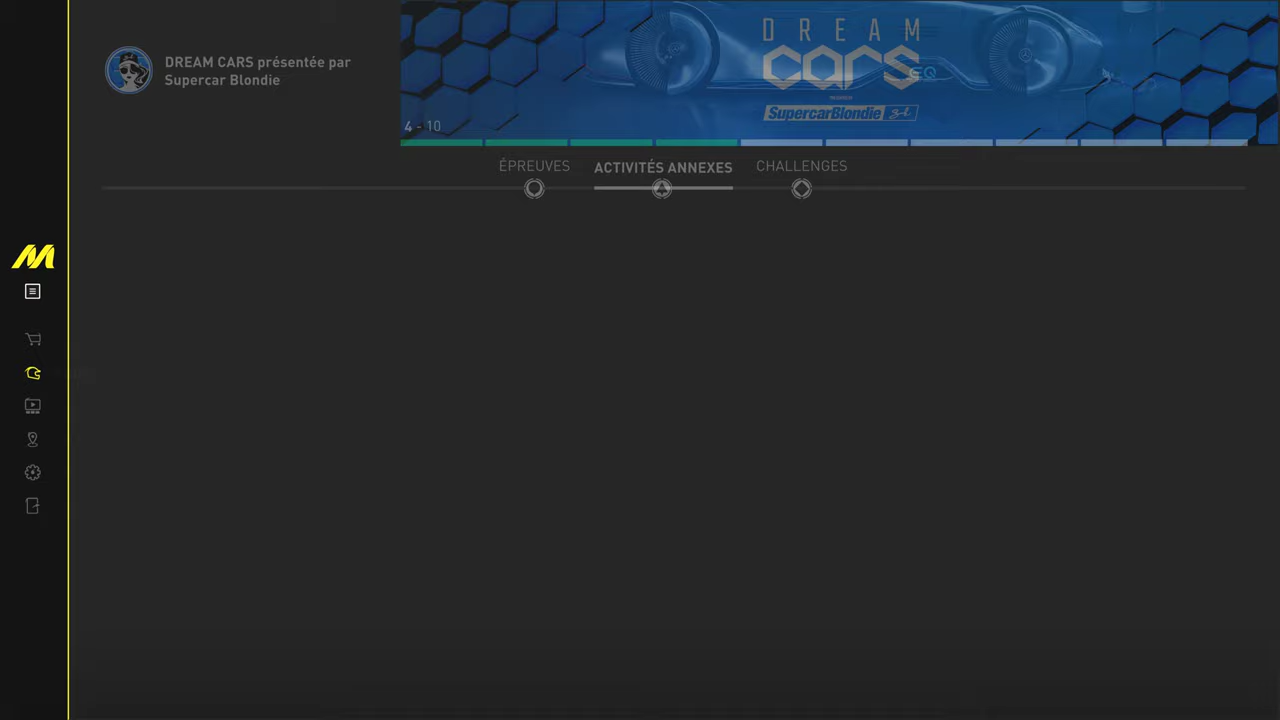 DREAM CARS présentée par
Supercar Blondie
DREAM
cars
EQ
SupercarBlondie
4 - 10
ÉPREUVES
ACTIVITÉS ANNEXES
CHALLENGES